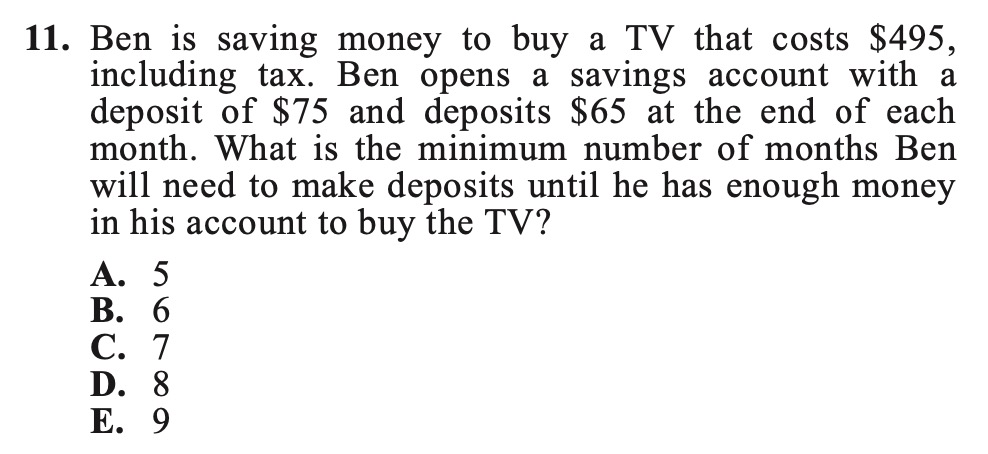 11. Ben is saving money to buy a TV that costs $495,
including tax. Ben opens a savings account with a
deposit of $75 and deposits $65 at the end of each
month. What is the minimum number of months Ben
will need to make deposits until he has enough money
in his account to buy the TV?
A. 5
B. 6
C. 7
D. 8
E. 9